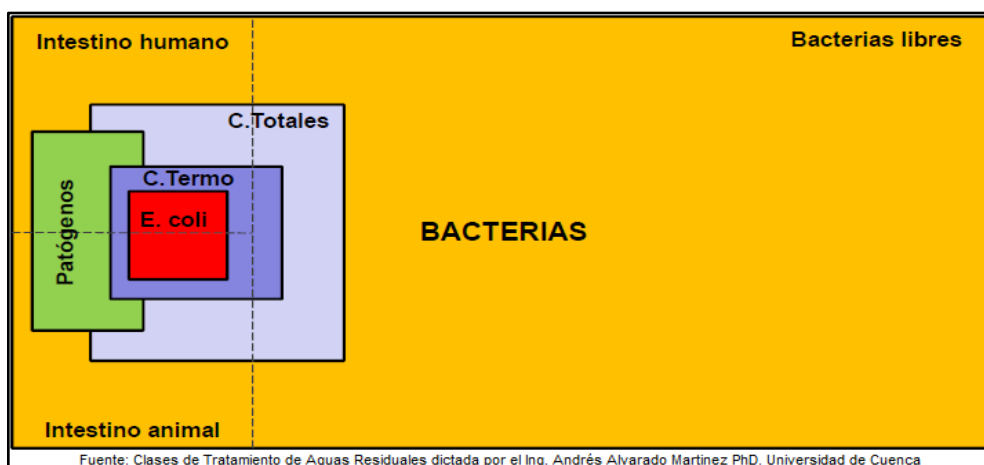 Intestino humano
Bacterias libres
C.Totales
C.Termo
E. coli
Patógenos
BACTERIAS
Intestino animal
Fuente: Clases de Tratamiento de Aguas Residuales dictada por el Ing. Andrés Alvarado Martinez PhD. Universidad de Cuenca